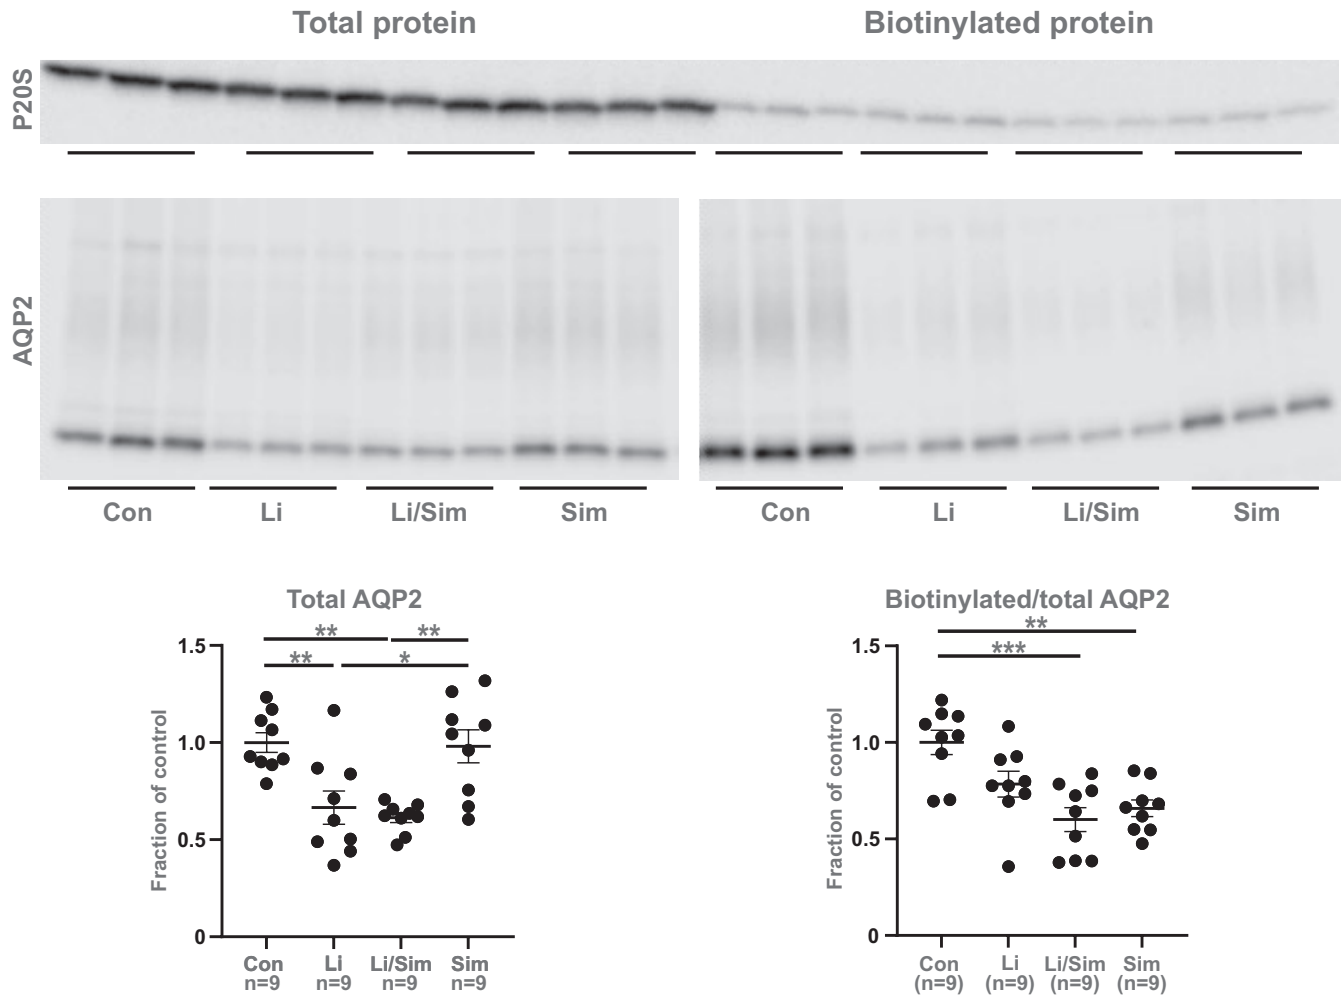 Total protein
Biotinylated protein
P20S
AQP2
Con Li Li/Sim Sim
Con Li Li/Sim Sim
Total AQP2
** **
** *
1.5
1.0
0.5
0
Fraction of control
Con Li Li/Sim Sim
n=9 n=9 n=9 n=9
Biotinylated/total AQP2
**
***
1.5
1.0
0.5
0
Fraction of control
Con Li Li/Sim Sim
(n=9) (n=9) (n=9) (n=9)